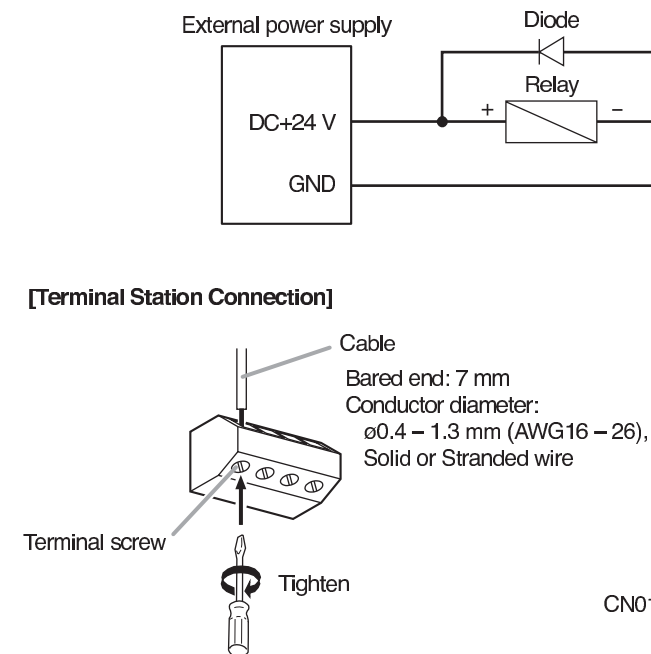 External power supply
Diode
Relay
+
–
DC+24 V
GND
[Terminal Station Connection]
Cable
Bared end: 7 mm
Conductor diameter:
ø0.4 – 1.3 mm (AWG16 – 26),
Solid or Stranded wire
Terminal screw
Tighten
CN01